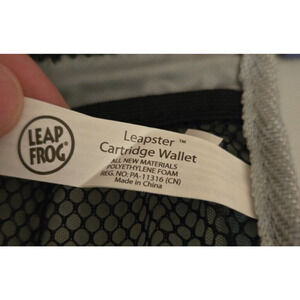 LEAP
FROG
Leapster ™
Cartridge Wallet
ALL NEW MATERIALS
POLYETHYLENE FOAM
REG. NO; PA-11316 (CN)
Made in China